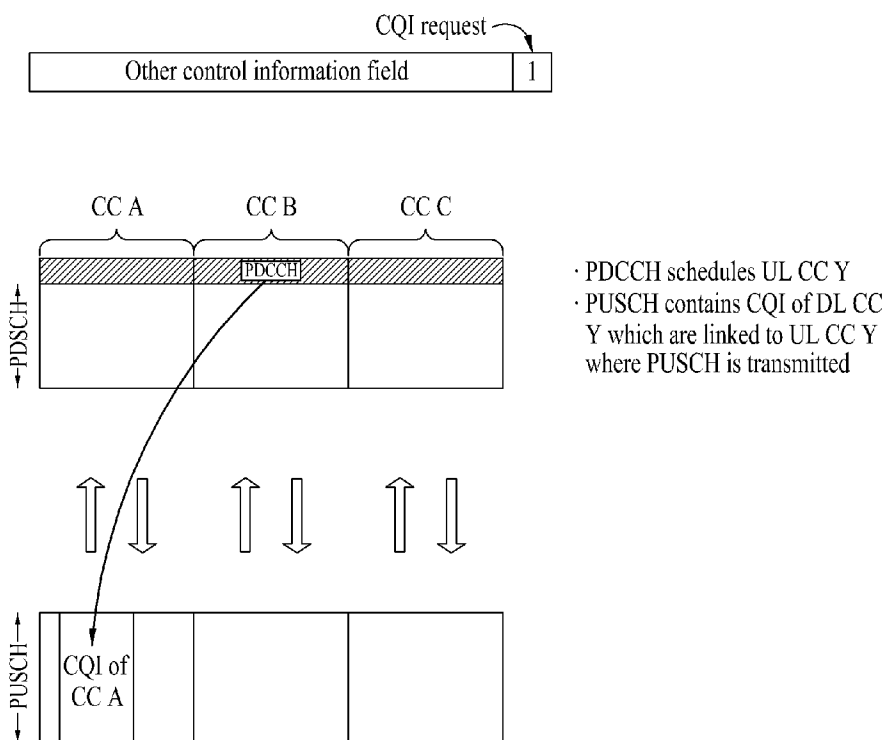 CQI request
Other control information field 1
CC A CC B CC C
PDCCH
PDSCH
· PDCCH schedules UL CC Y
· PUSCH contains CQI of DL CC
Y which are linked to UL CC Y
where PUSCH is transmitted
PUSCH
CQI of
CC A